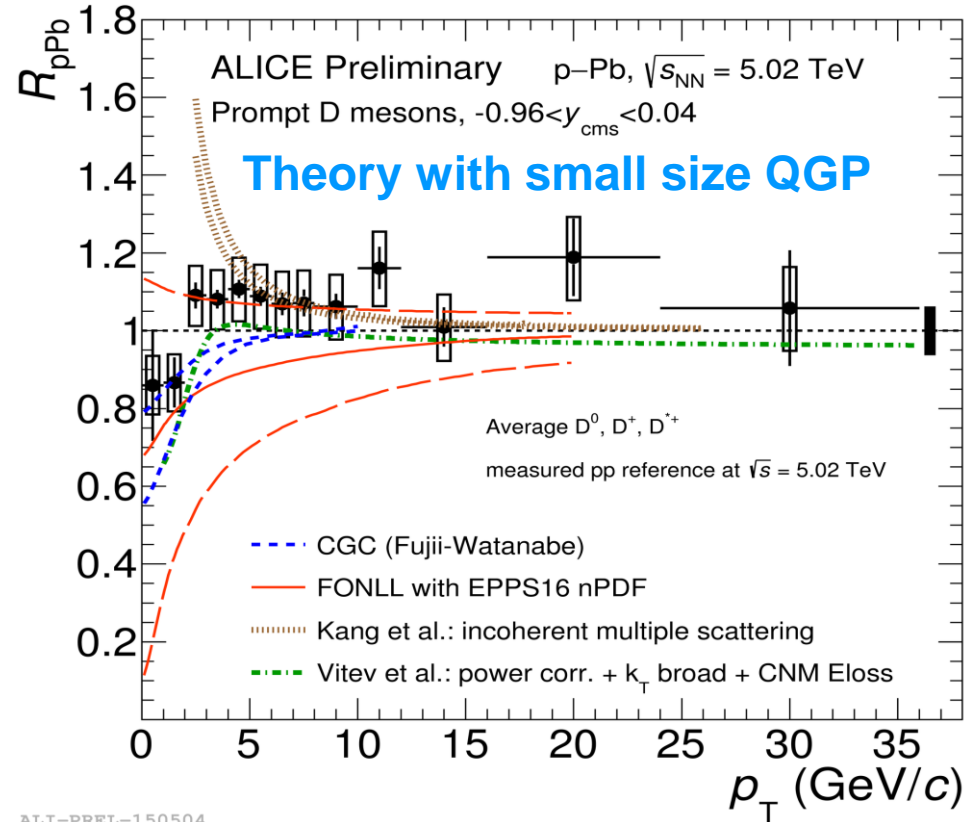 R_pPb
1.8
1.6
1.4
1.2
1
0.8
0.6
0.4
0.2
ALICE Preliminary p–Pb, √s_NN = 5.02 TeV
Prompt D mesons, -0.96<y_cms<0.04
Theory with small size QGP
Average D⁰, D⁺, D*⁺
measured pp reference at √s = 5.02 TeV
CGC (Fujii-Watanabe)
FONLL with EPPS16 nPDF
Kang et al.: incoherent multiple scattering
Vitev et al.: power corr. + k_T broad + CNM Eloss
0 5 10 15 20 25 30 35
p_T (GeV/c)
ALI-PREL-150504